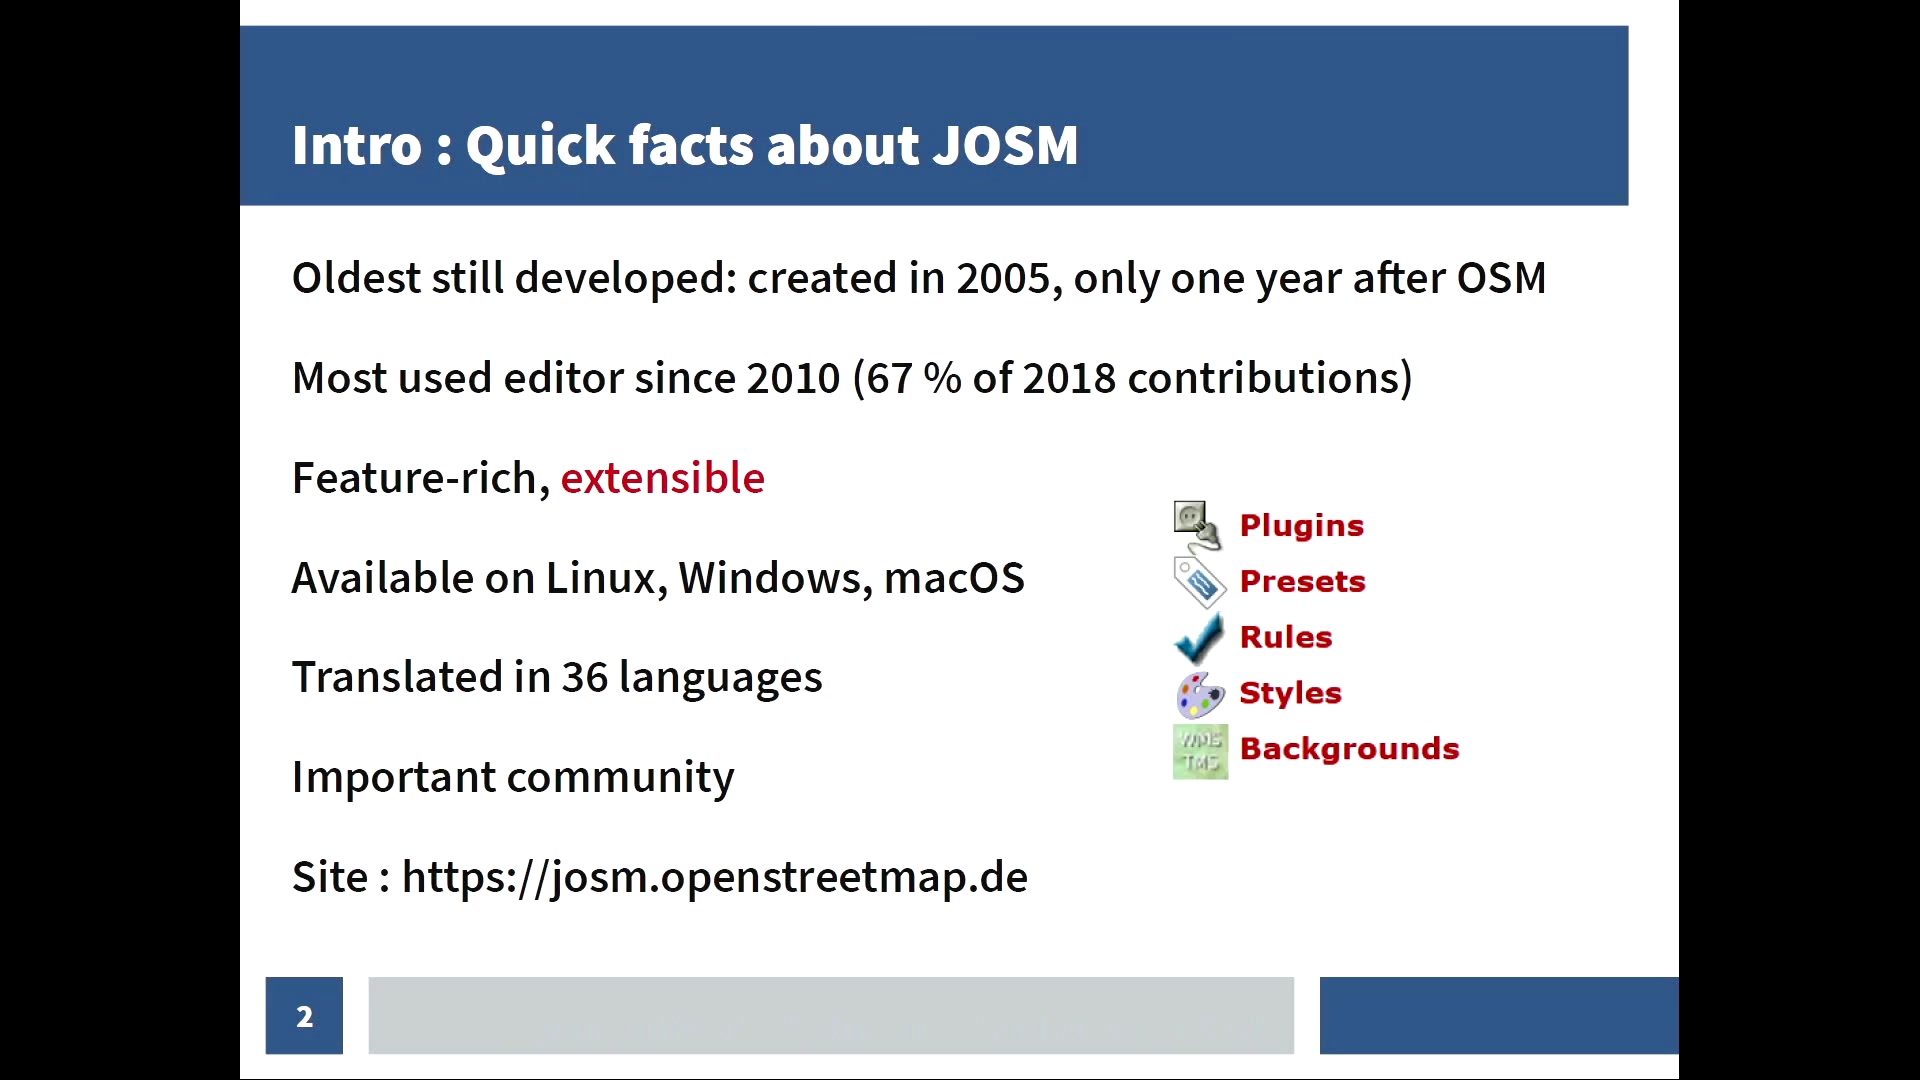 Intro : Quick facts about JOSM
Oldest still developed: created in 2005, only one year after OSM
Most used editor since 2010 (67 % of 2018 contributions)
Feature-rich, extensible
Available on Linux, Windows, macOS
Translated in 36 languages
Important community
Site : https://josm.openstreetmap.de
Plugins
Presets
Rules
Styles
WMS
TMS
Backgrounds
2